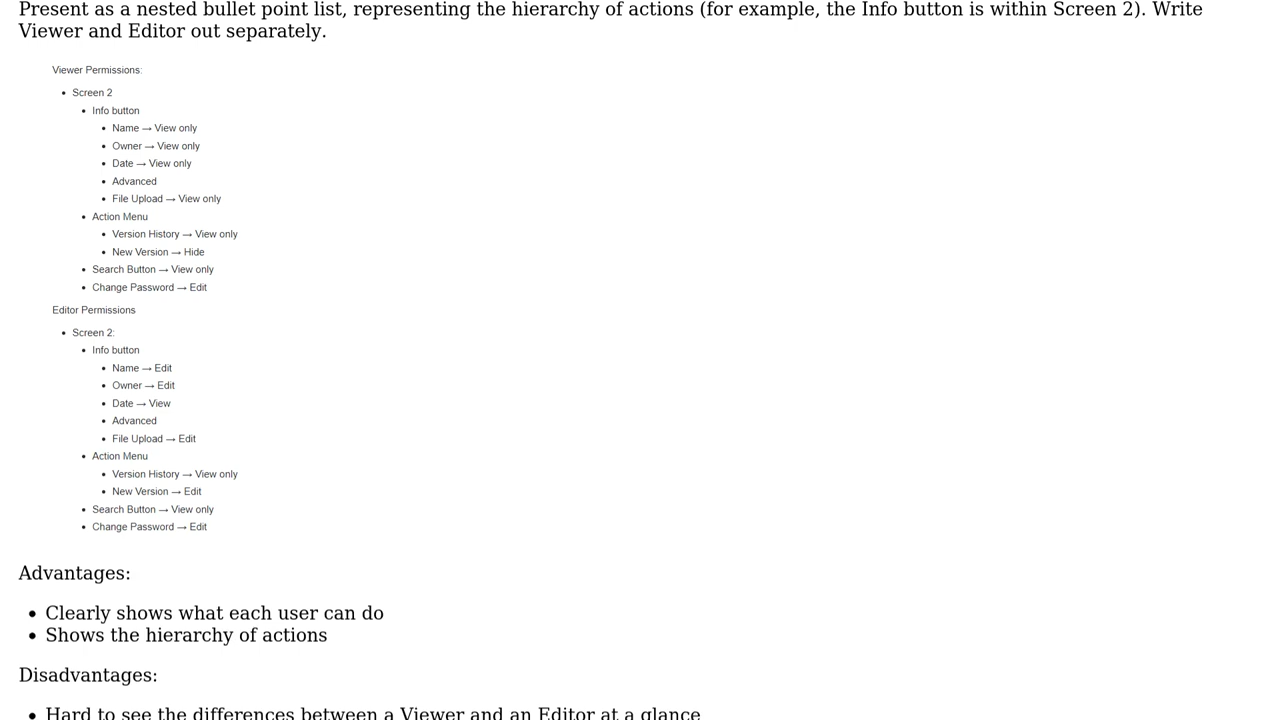 Present as a nested bullet point list, representing the hierarchy of actions (for example, the Info button is within Screen 2). Write
Viewer and Editor out separately.
Viewer Permissions:
• Screen 2
• Info button
• Name → View only
• Owner → View only
• Date → View only
• Advanced
• File Upload → View only
• Action Menu
• Version History → View only
• New Version → Hide
• Search Button → View only
• Change Password → Edit
Editor Permissions
• Screen 2:
• Info button
• Name → Edit
• Owner → Edit
• Date → View
• Advanced
• File Upload → Edit
• Action Menu
• Version History → View only
• New Version → Edit
• Search Button → View only
• Change Password → Edit
Advantages:
• Clearly shows what each user can do
• Shows the hierarchy of actions
Disadvantages:
• Hard to see the differences between a Viewer and an Editor at a glance